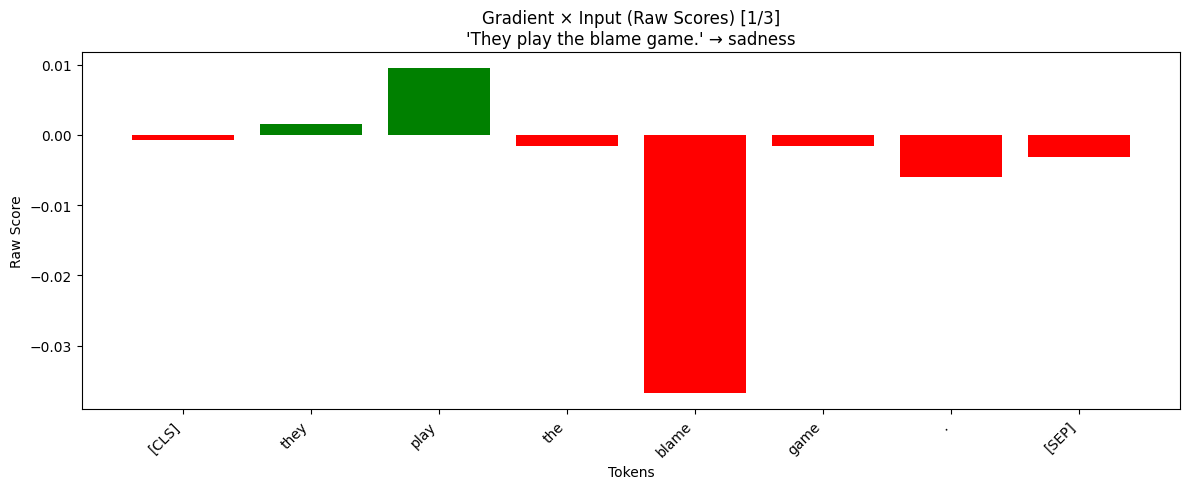 Gradient × Input (Raw Scores) [1/3]
'They play the blame game.' → sadness
Raw Score
0.01
0.00
−0.01
−0.02
−0.03
[CLS]
they
play
the
blame
game
.
[SEP]
Tokens